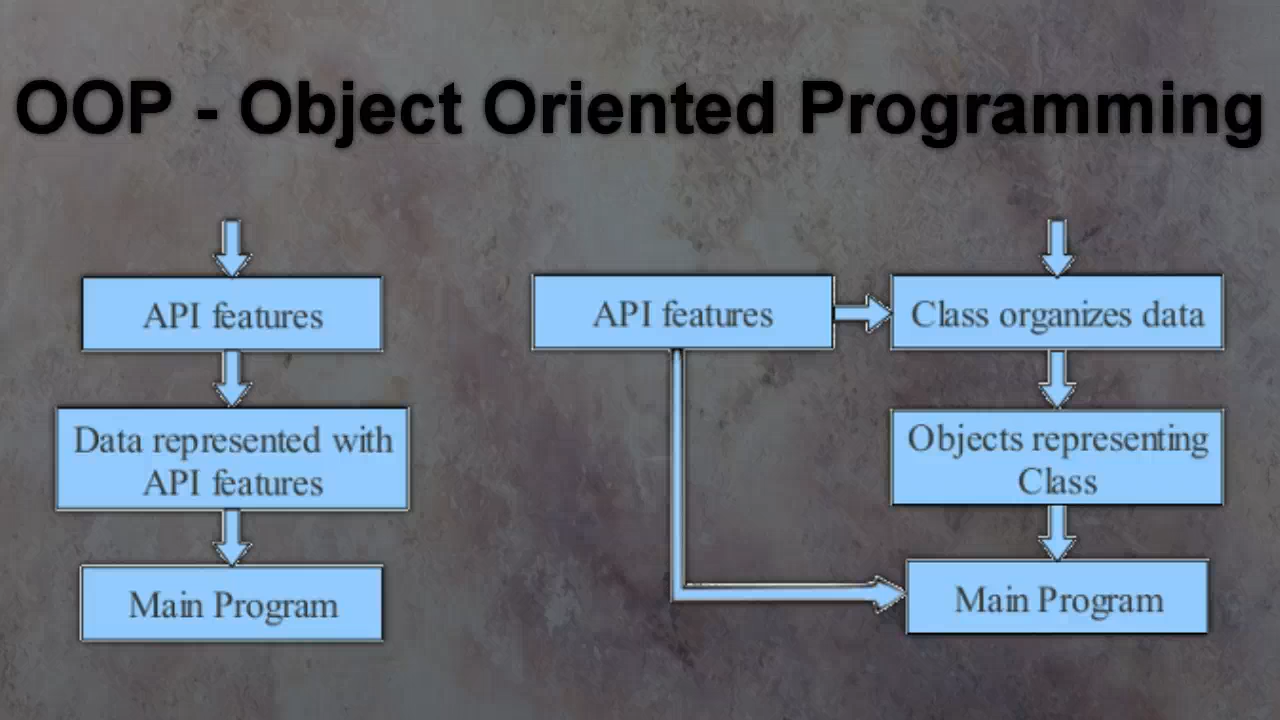 OOP - Object Oriented Programming
API features
Data represented with
API features
Main Program
API features
Class organizes data
Objects representing
Class
Main Program